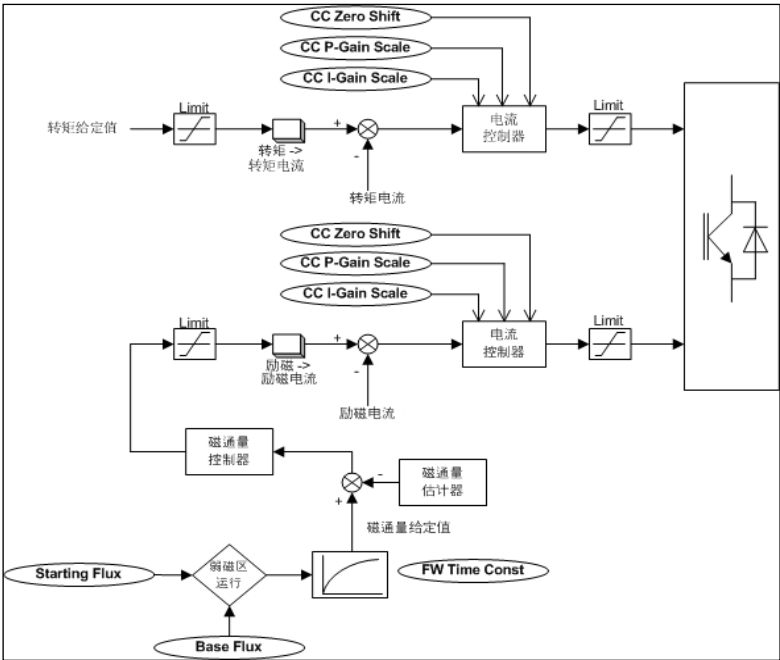 CC Zero Shift
CC P-Gain Scale
CC I-Gain Scale
Limit
Limit
转矩给定值
+
电流
控制器
转矩 ->
转矩电流
-
转矩电流
CC Zero Shift
CC P-Gain Scale
CC I-Gain Scale
Limit
Limit
+
电流
控制器
励磁 ->
励磁电流
-
励磁电流
磁通量
控制器
-
磁通量
估计器
+
磁通量给定值
Starting Flux
弱磁区
运行
FW Time Const
Base Flux